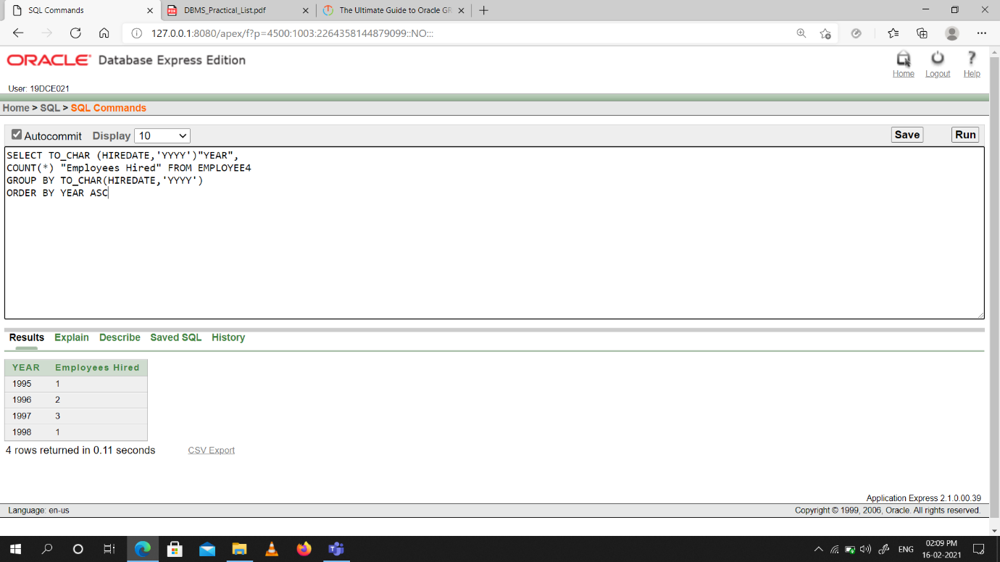 SQL Commands
DBMS_Practical_List.pdf
The Ultimate Guide to Oracle GR
127.0.0.1:8080/apex/f?p=4500:1003:2264358144879099::NO:::
ORACLE Database Express Edition
Home Logout Help
User: 19DCE021
Home > SQL > SQL Commands
Autocommit Display 10
Save Run
SELECT TO_CHAR (HIREDATE,'YYYY')"YEAR",
COUNT(*) "Employees Hired" FROM EMPLOYEE4
GROUP BY TO_CHAR(HIREDATE,'YYYY')
ORDER BY YEAR ASC
Results Explain Describe Saved SQL History
YEAR Employees Hired
1995 1
1996 2
1997 3
1998 1
4 rows returned in 0.11 seconds CSV Export
Application Express 2.1.0.00.39
Language: en-us Copyright © 1999, 2006, Oracle. All rights reserved.
ENG
02:09 PM
16-02-2021